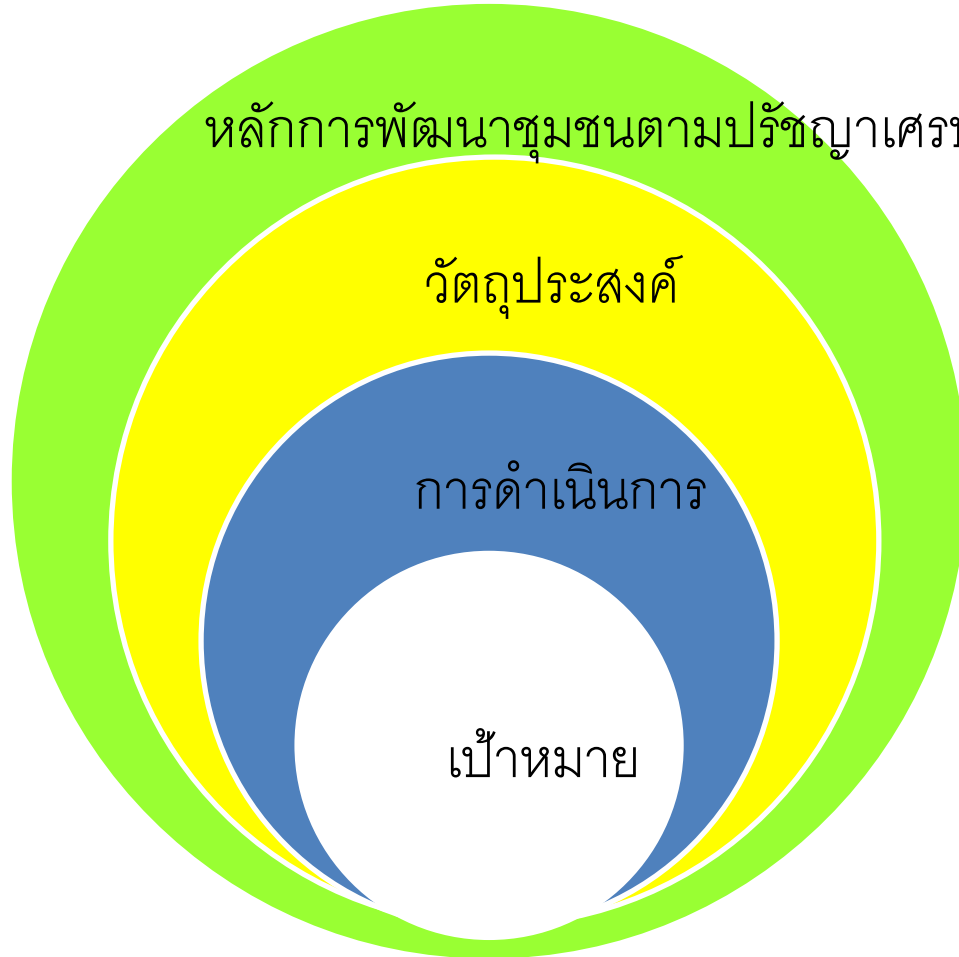 หลักการพัฒนาชุมชนตามปรัชญาเศรษ
วัตถุประสงค์
การดำเนินการ
เป้าหมาย